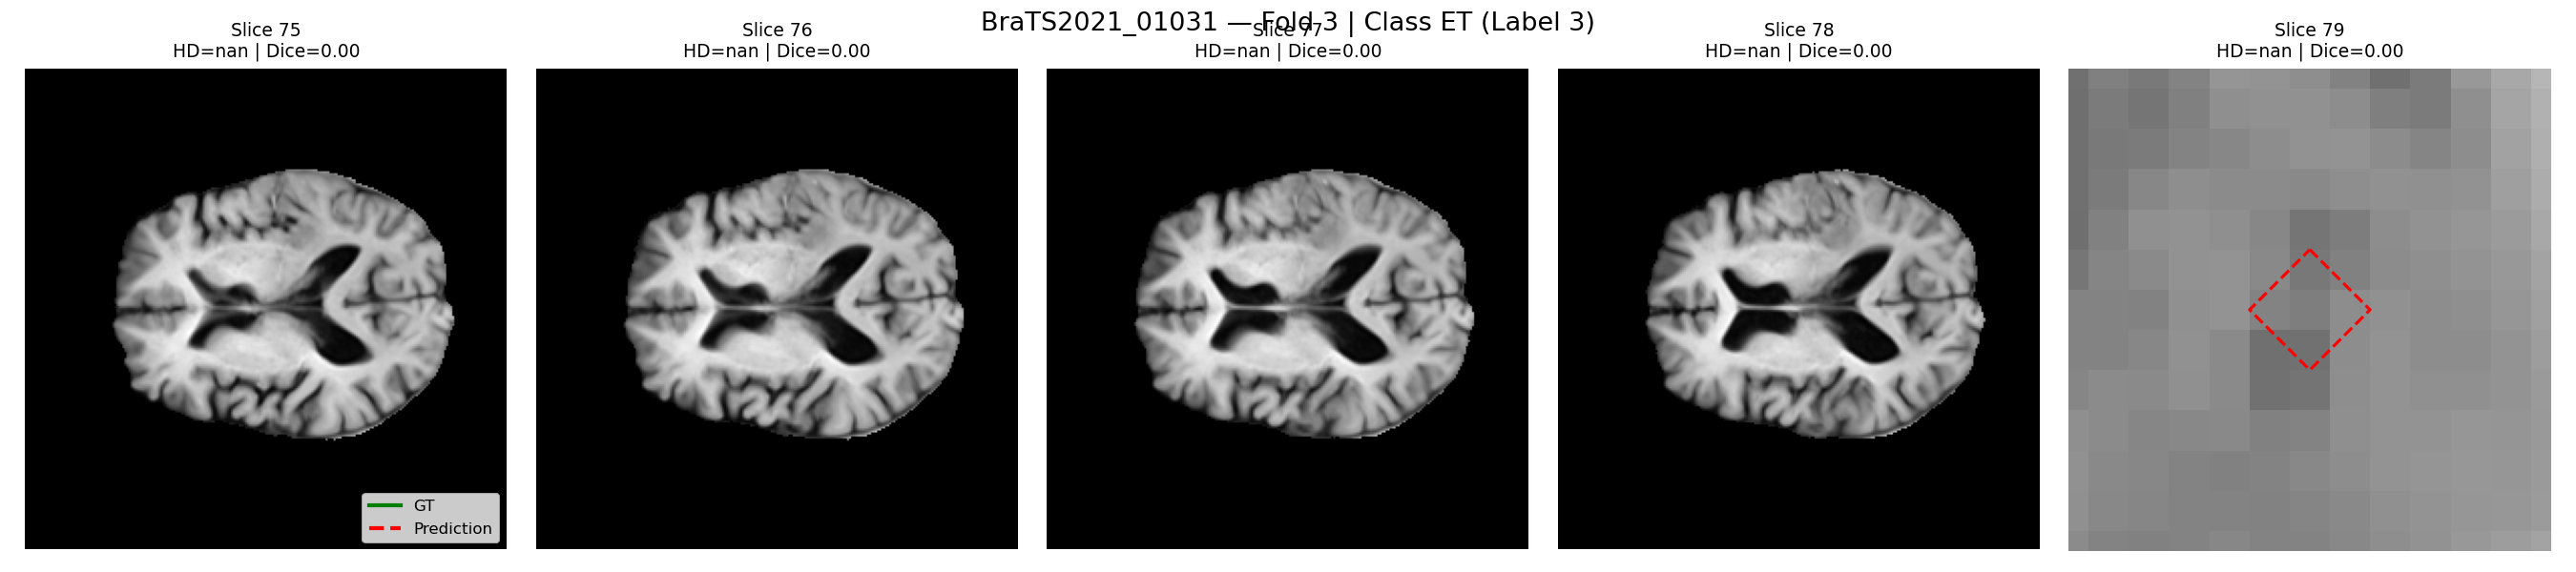 BraTS2021_01031 — Fold 3 | Class ET (Label 3)
Slice 75
HD=nan | Dice=0.00
Slice 76
HD=nan | Dice=0.00
Slice 77
HD=nan | Dice=0.00
Slice 78
HD=nan | Dice=0.00
Slice 79
HD=nan | Dice=0.00
GT
Prediction